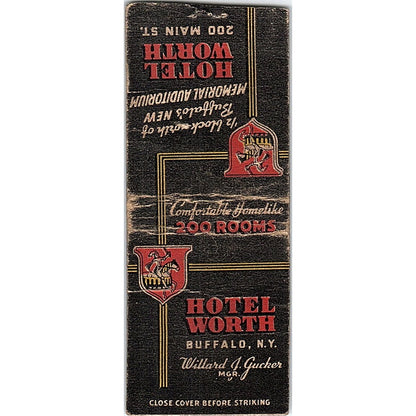 200 MAIN ST.
HOTEL
WORTH
½ block north of
Buffalo's NEW
MEMORIAL AUDITORIUM
Comfortable Homelike
200 ROOMS
HOTEL
WORTH
BUFFALO, N.Y.
Willard J. Gucker
MGR.
CLOSE COVER BEFORE STRIKING